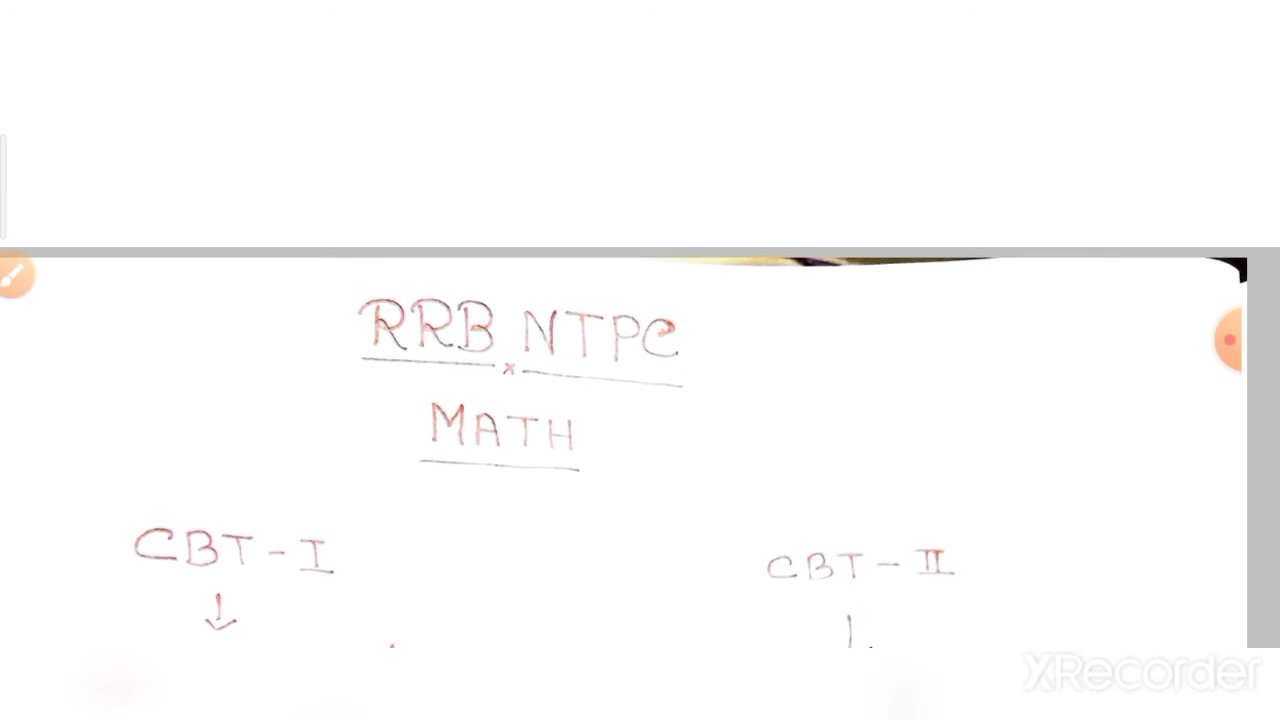 RRB NTPC
MATH
CBT - I
CBT - II
XRecorder